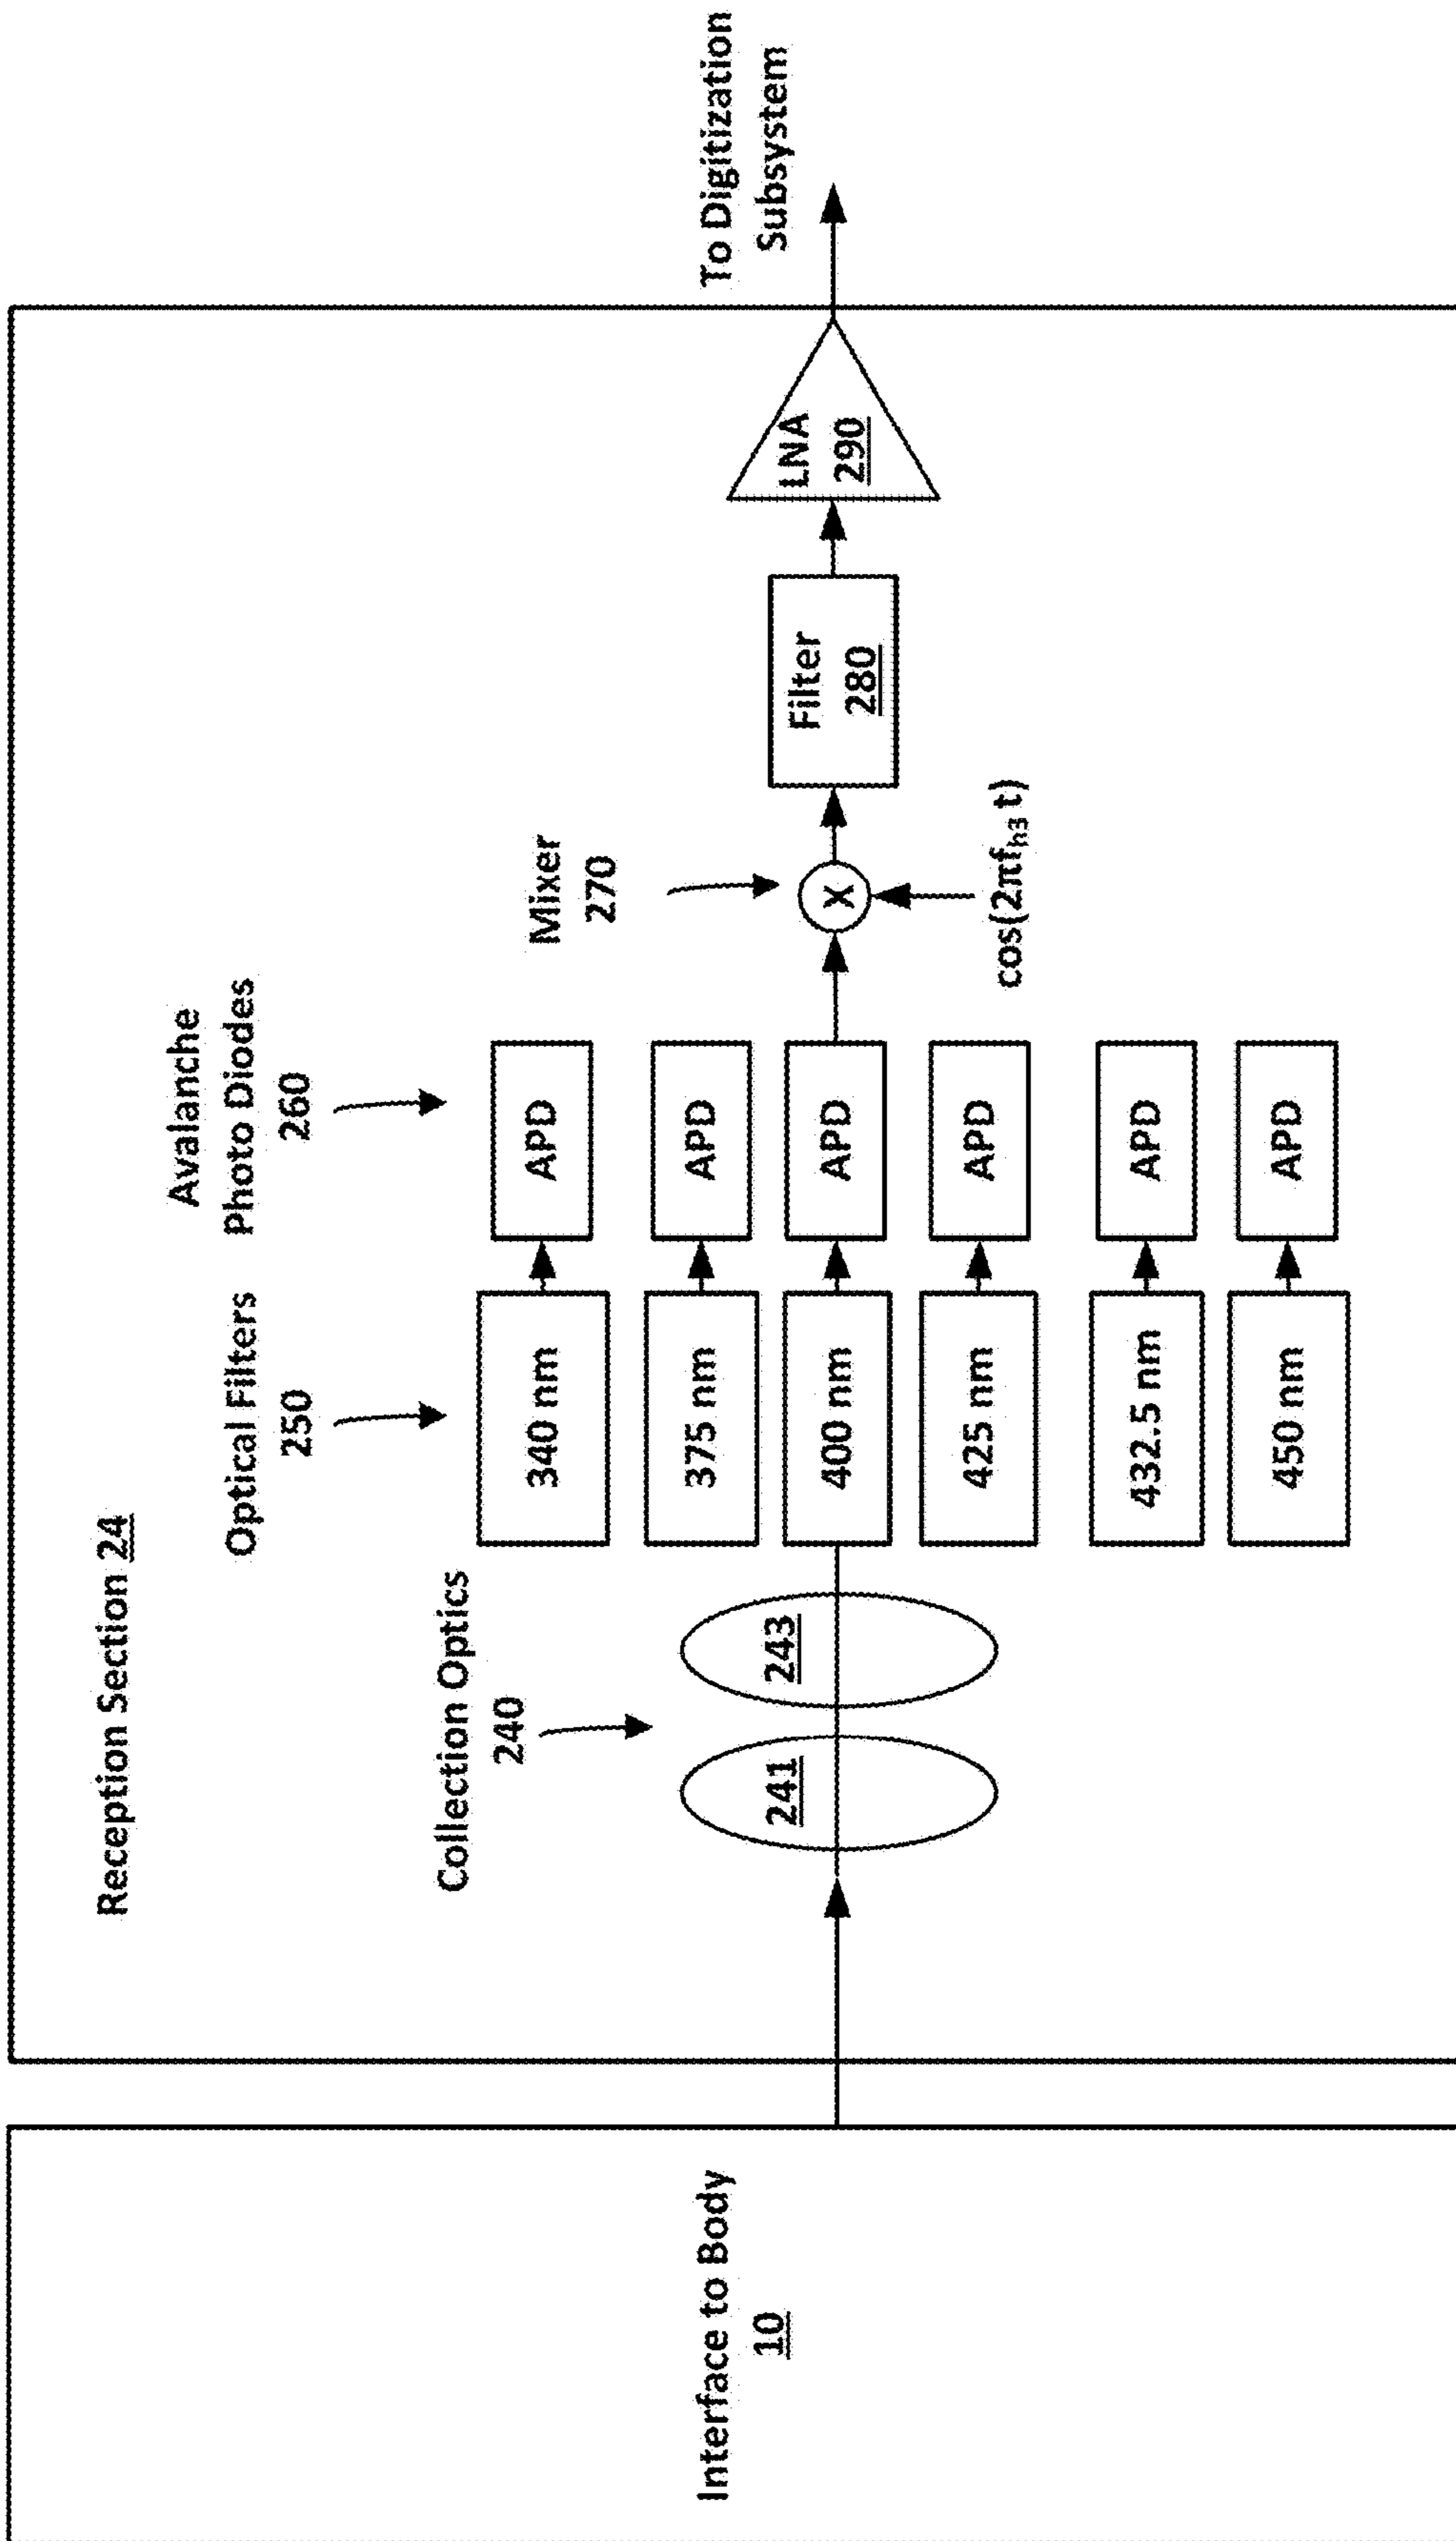 Reception Section 24
Avalanche
Photo Diodes
260
Optical Filters
250
Collection Optics
240
Mixer
270
Interface to Body
10
241
243
340 nm
375 nm
400 nm
425 nm
432.5 nm
450 nm
APD
APD
APD
APD
APD
APD
X
cos(2πfh3 t)
Filter
280
LNA
290
To Digitization
Subsystem